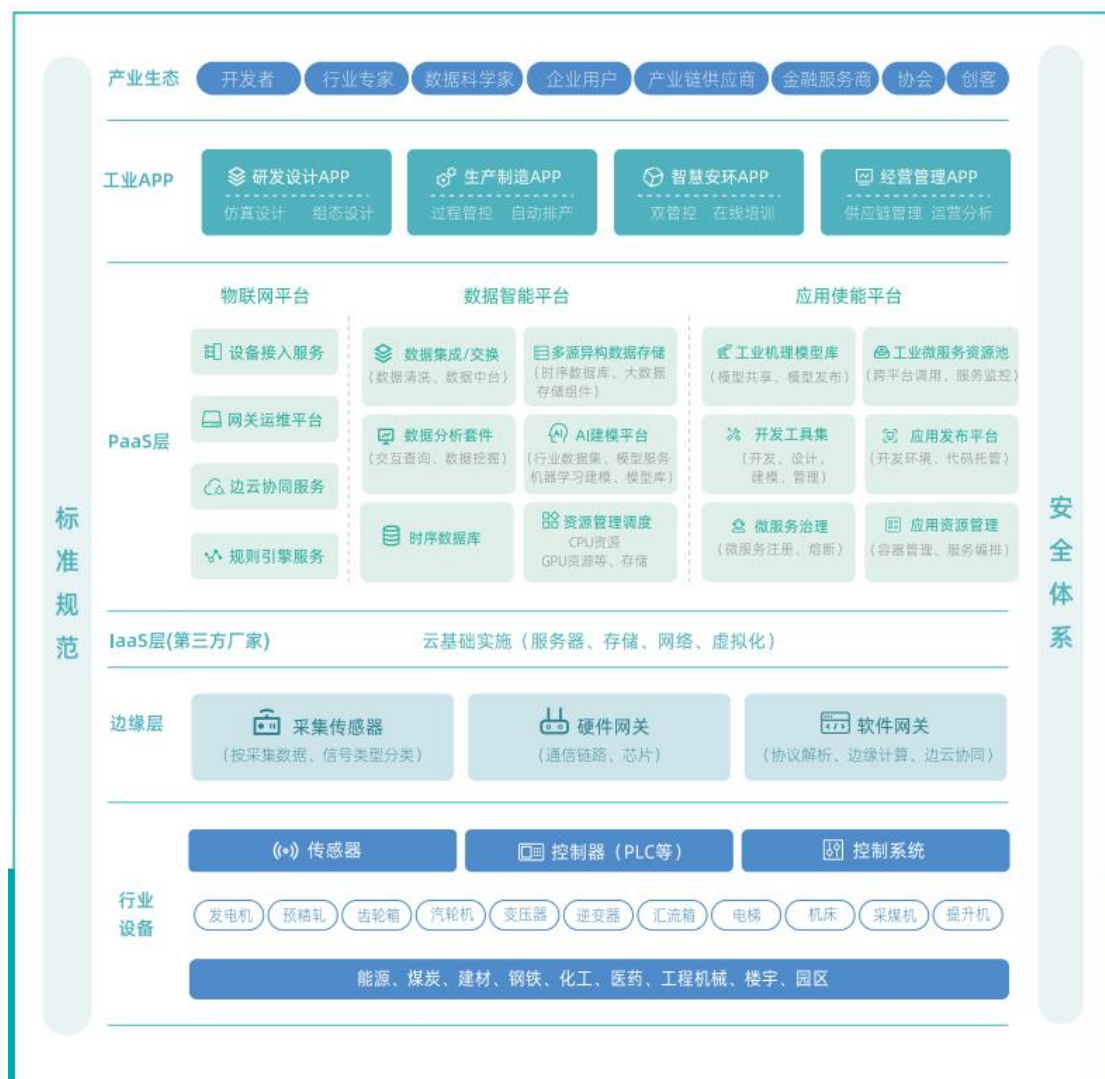 产业生态 开发者 行业专家 数据科学家 企业用户 产业链供应商 金融服务商 协会 创客
工业APP
研发设计APP 生产制造APP 智慧安环APP 经营管理APP
仿真设计 组态设计 过程管控 自动排产 双管控 在线培训 供应链管理 运营分析
物联网平台 数据智能平台 应用使能平台
PaaS层
设备接入服务
网关运维平台
边云协同服务
规则引擎服务
数据集成/交换
(数据清洗、数据中台)
多源异构数据存储
(时序数据库、大数据
存储组件)
数据分析套件
(交互查询、数据挖掘)
AI建模平台
(行业数据集、模型服务
机器学习建模、模型库)
时序数据库
资源管理调度
CPU资源
GPU资源等、存储
工业机理模型库
(模型共享、模型发布)
工业微服务资源池
(跨平台调用、服务监控)
开发工具集
(开发、设计,
建模、管理)
应用发布平台
(开发环境、代码托管)
微服务治理
(微服务注册、熔断)
应用资源管理
(容器管理、服务编排)
IaaS层(第三方厂家) 云基础实施(服务器、存储、网络、虚拟化)
边缘层
采集传感器
(按采集数据、信号类型分类)
硬件网关
(通信链路、芯片)
软件网关
(协议解析、边缘计算、边云协同)
行业
设备
传感器 控制器(PLC等) 控制系统
发电机 预精轧 齿轮箱 汽轮机 变压器 逆变器 汇流箱 电梯 机床 采煤机 提升机
能源、煤炭、建材、钢铁、化工、医药、工程机械、楼宇、园区
标准规范
安全体系